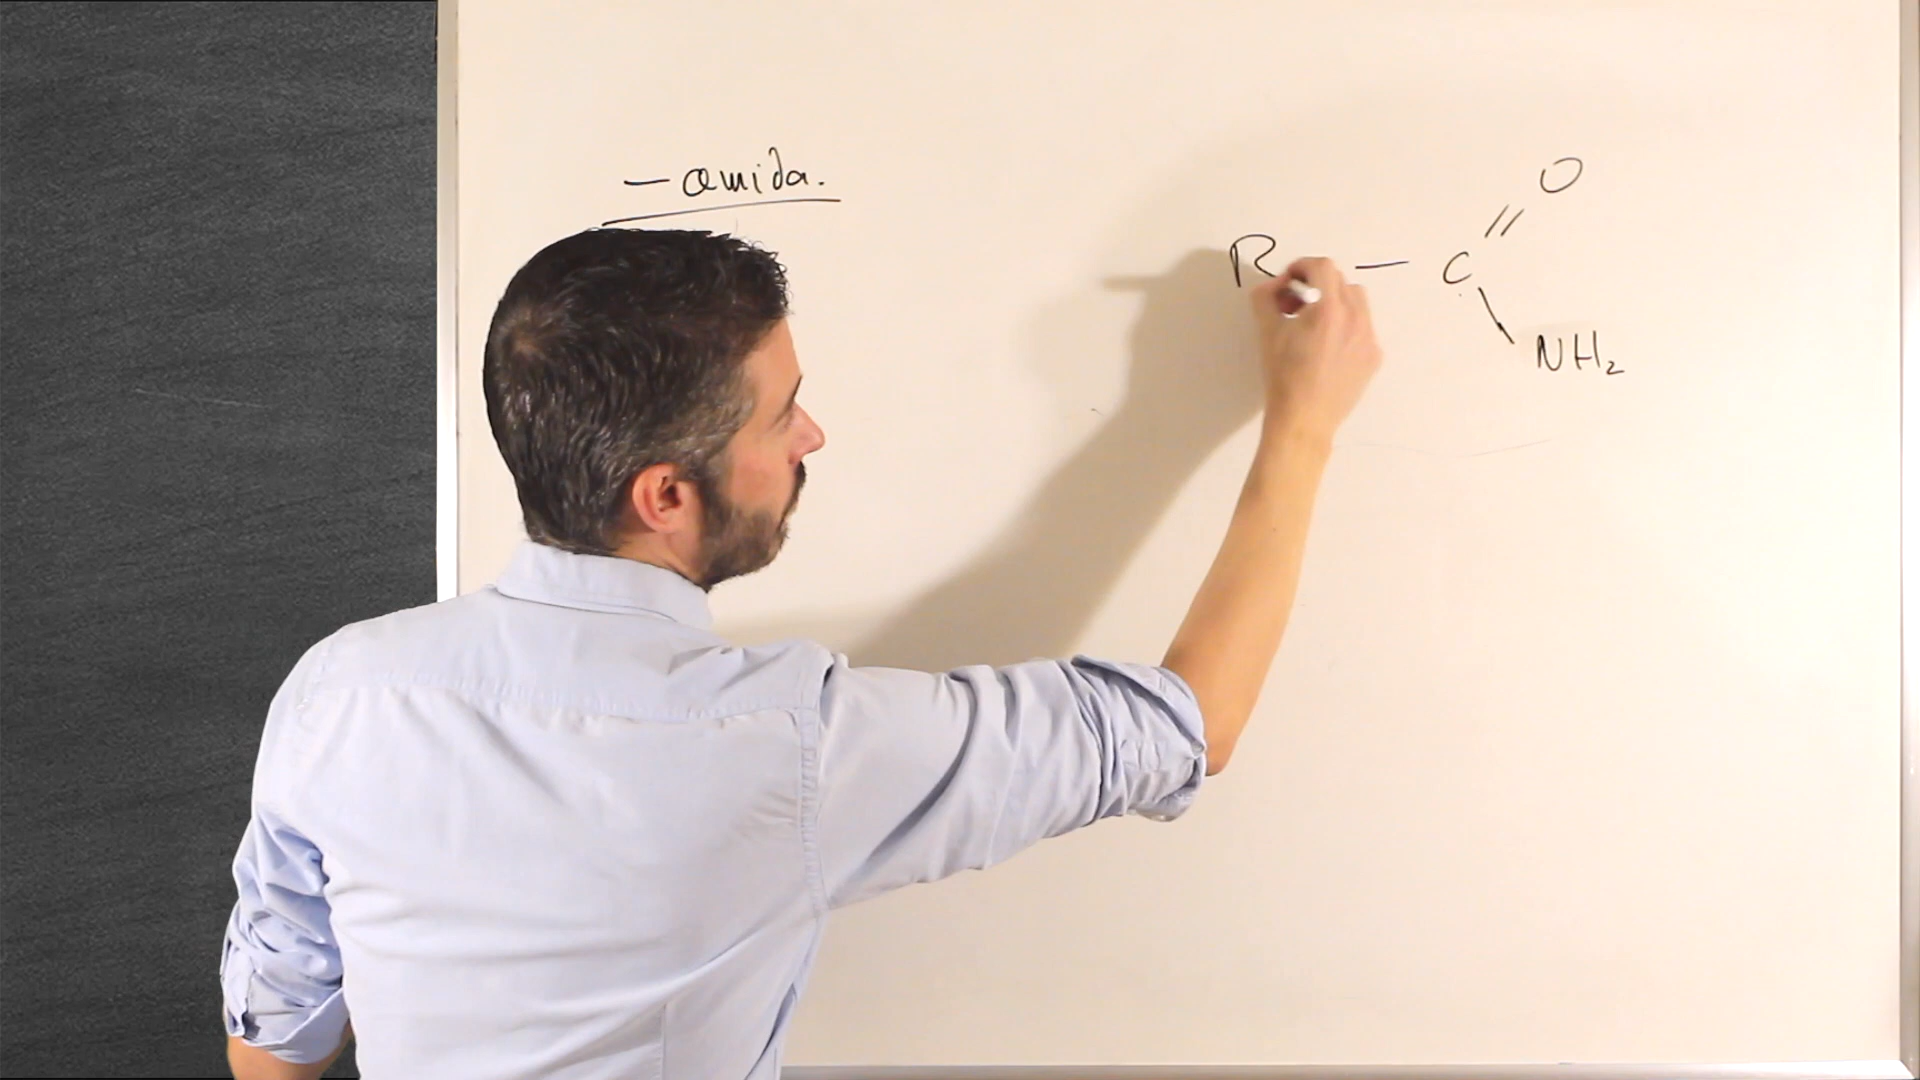 -amida.
O
R - C
NH₂